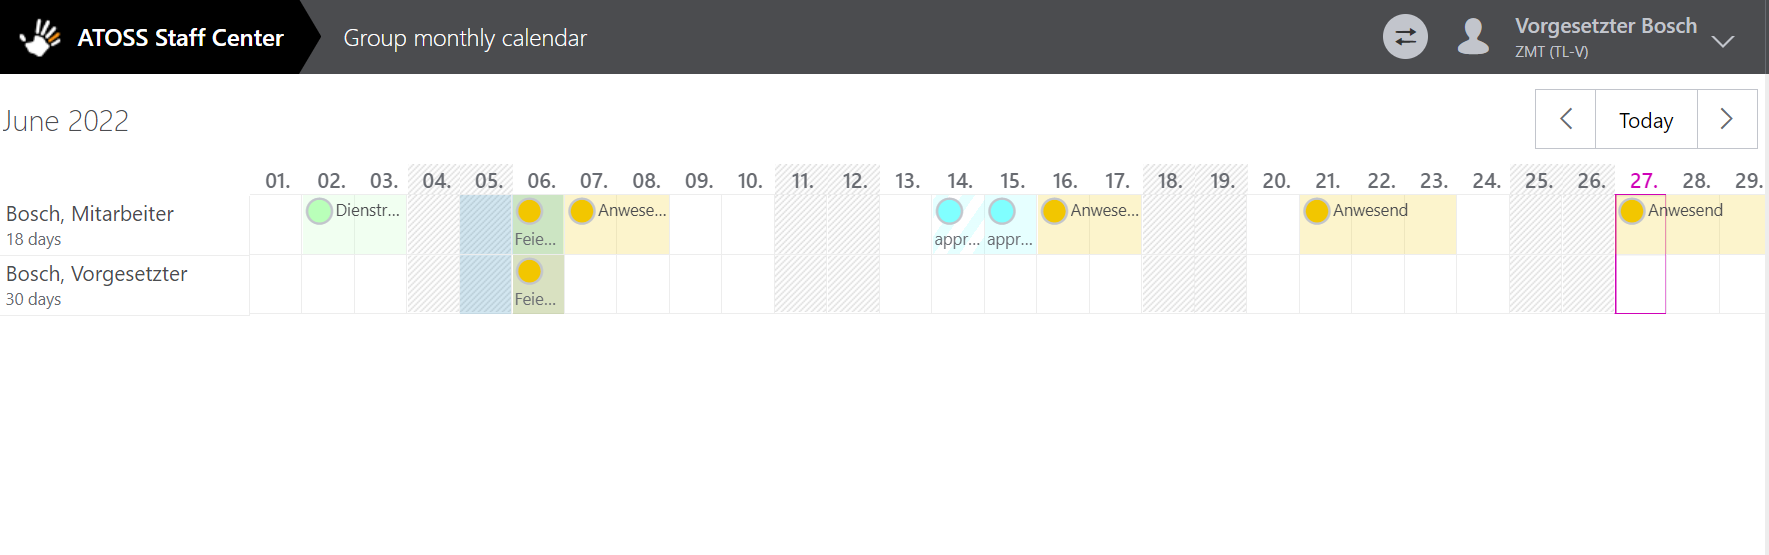 ATOSS Staff Center
Group monthly calendar
Vorgesetzter Bosch
ZMT (TL-V)
June 2022
Today
01. 02. 03. 04. 05. 06. 07. 08. 09. 10. 11. 12. 13. 14. 15. 16. 17. 18. 19. 20. 21. 22. 23. 24. 25. 26. 27. 28. 29.
Bosch, Mitarbeiter
18 days
Dienstr...
Feie...
Anwese...
appr...
appr...
Anwese...
Anwesend
Anwesend
Bosch, Vorgesetzter
30 days
Feie...